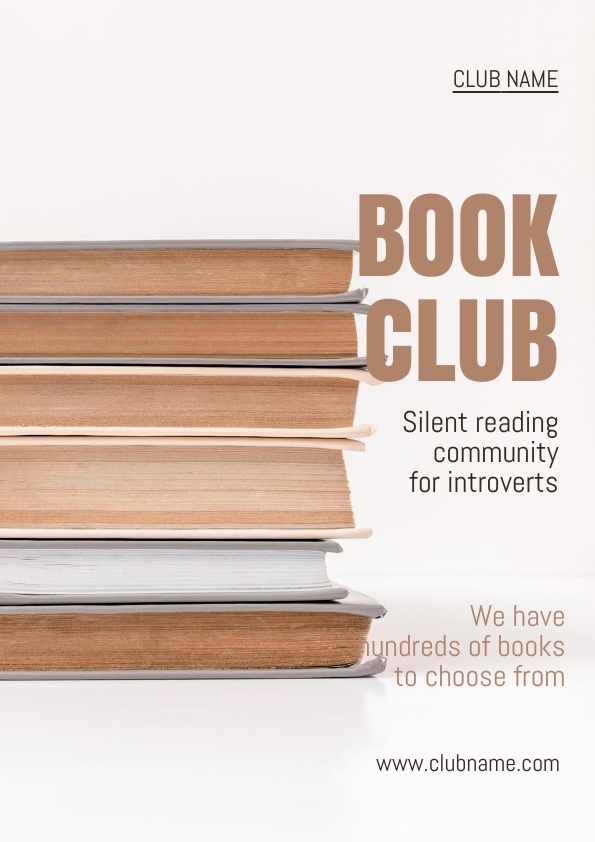 CLUB NAME
BOOK
CLUB
Silent reading
community
for introverts
We have
hundreds of books
to choose from
www.clubname.com